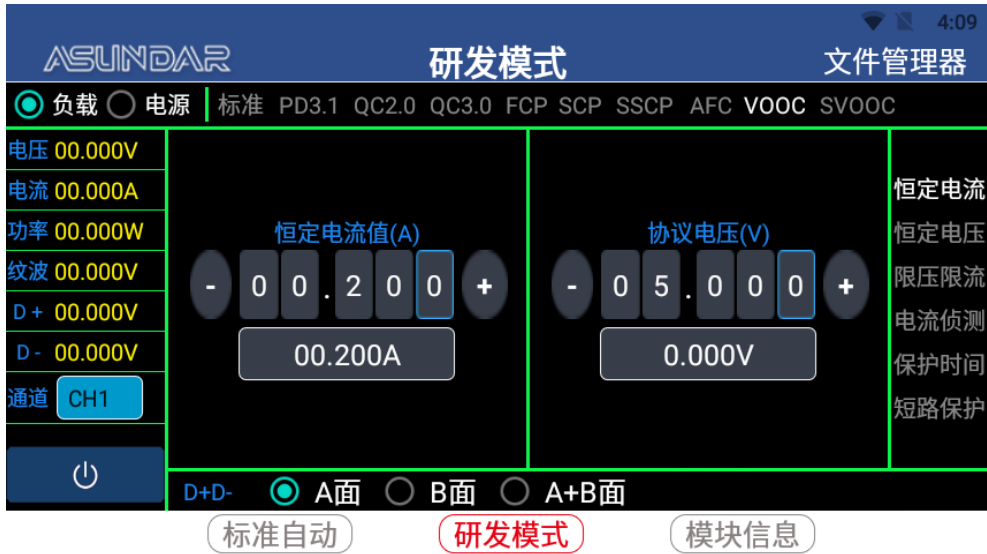 4:09
ASUNDAR 研发模式 文件管理器
负载 电源 标准 PD3.1 QC2.0 QC3.0 FCP SCP SSCP AFC VOOC SVOOC
电压 00.000V
电流 00.000A
功率 00.000W
纹波 00.000V
D+ 00.000V
D- 00.000V
通道 CH1
恒定电流值(A)
- 0 0 . 2 0 0 +
00.200A
协议电压(V)
- 0 5 . 0 0 0 +
0.000V
恒定电流
恒定电压
限压限流
电流侦测
保护时间
短路保护
D+D- A面 B面 A+B面
标准自动 研发模式 模块信息